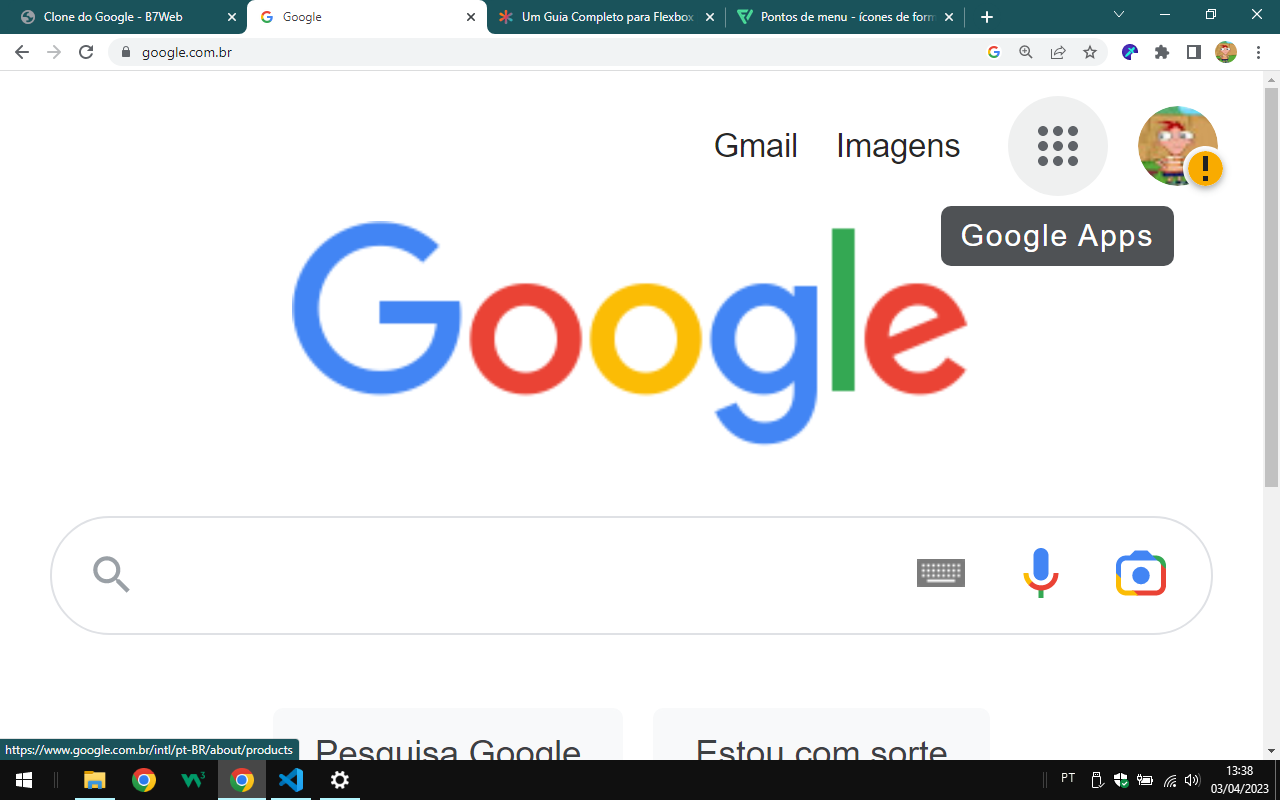 Clone do Google - B7Web
Google
Um Guia Completo para Flexbox
Pontos de menu - ícones de form
google.com.br
Gmail
Imagens
Google Apps
Google
Pesquisa Google
Estou com sorte
https://www.google.com.br/intl/pt-BR/about/products
PT
13:38
03/04/2023